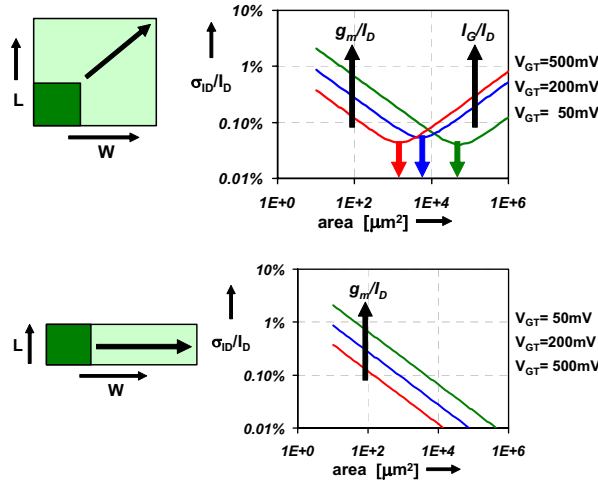 L
W
σ_ID/I_D
10%
1%
0.10%
0.01%
g_m/I_D
I_G/I_D
V_GT=500mV
V_GT=200mV
V_GT= 50mV
1E+0
1E+2
1E+4
1E+6
area [μm²]
L
W
σ_ID/I_D
10%
1%
0.10%
0.01%
g_m/I_D
V_GT= 50mV
V_GT=200mV
V_GT= 500mV
1E+0
1E+2
1E+4
1E+6
area [μm²]